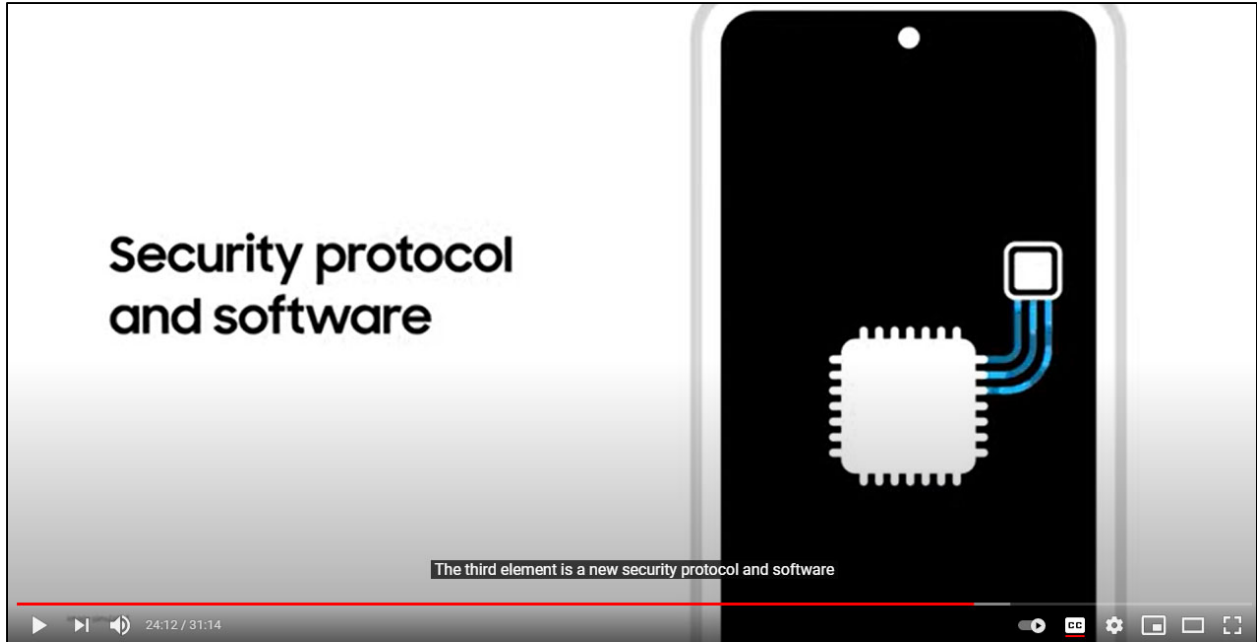 Security protocol
and software
The third element is a new security protocol and software
24:12 / 31:14
CC